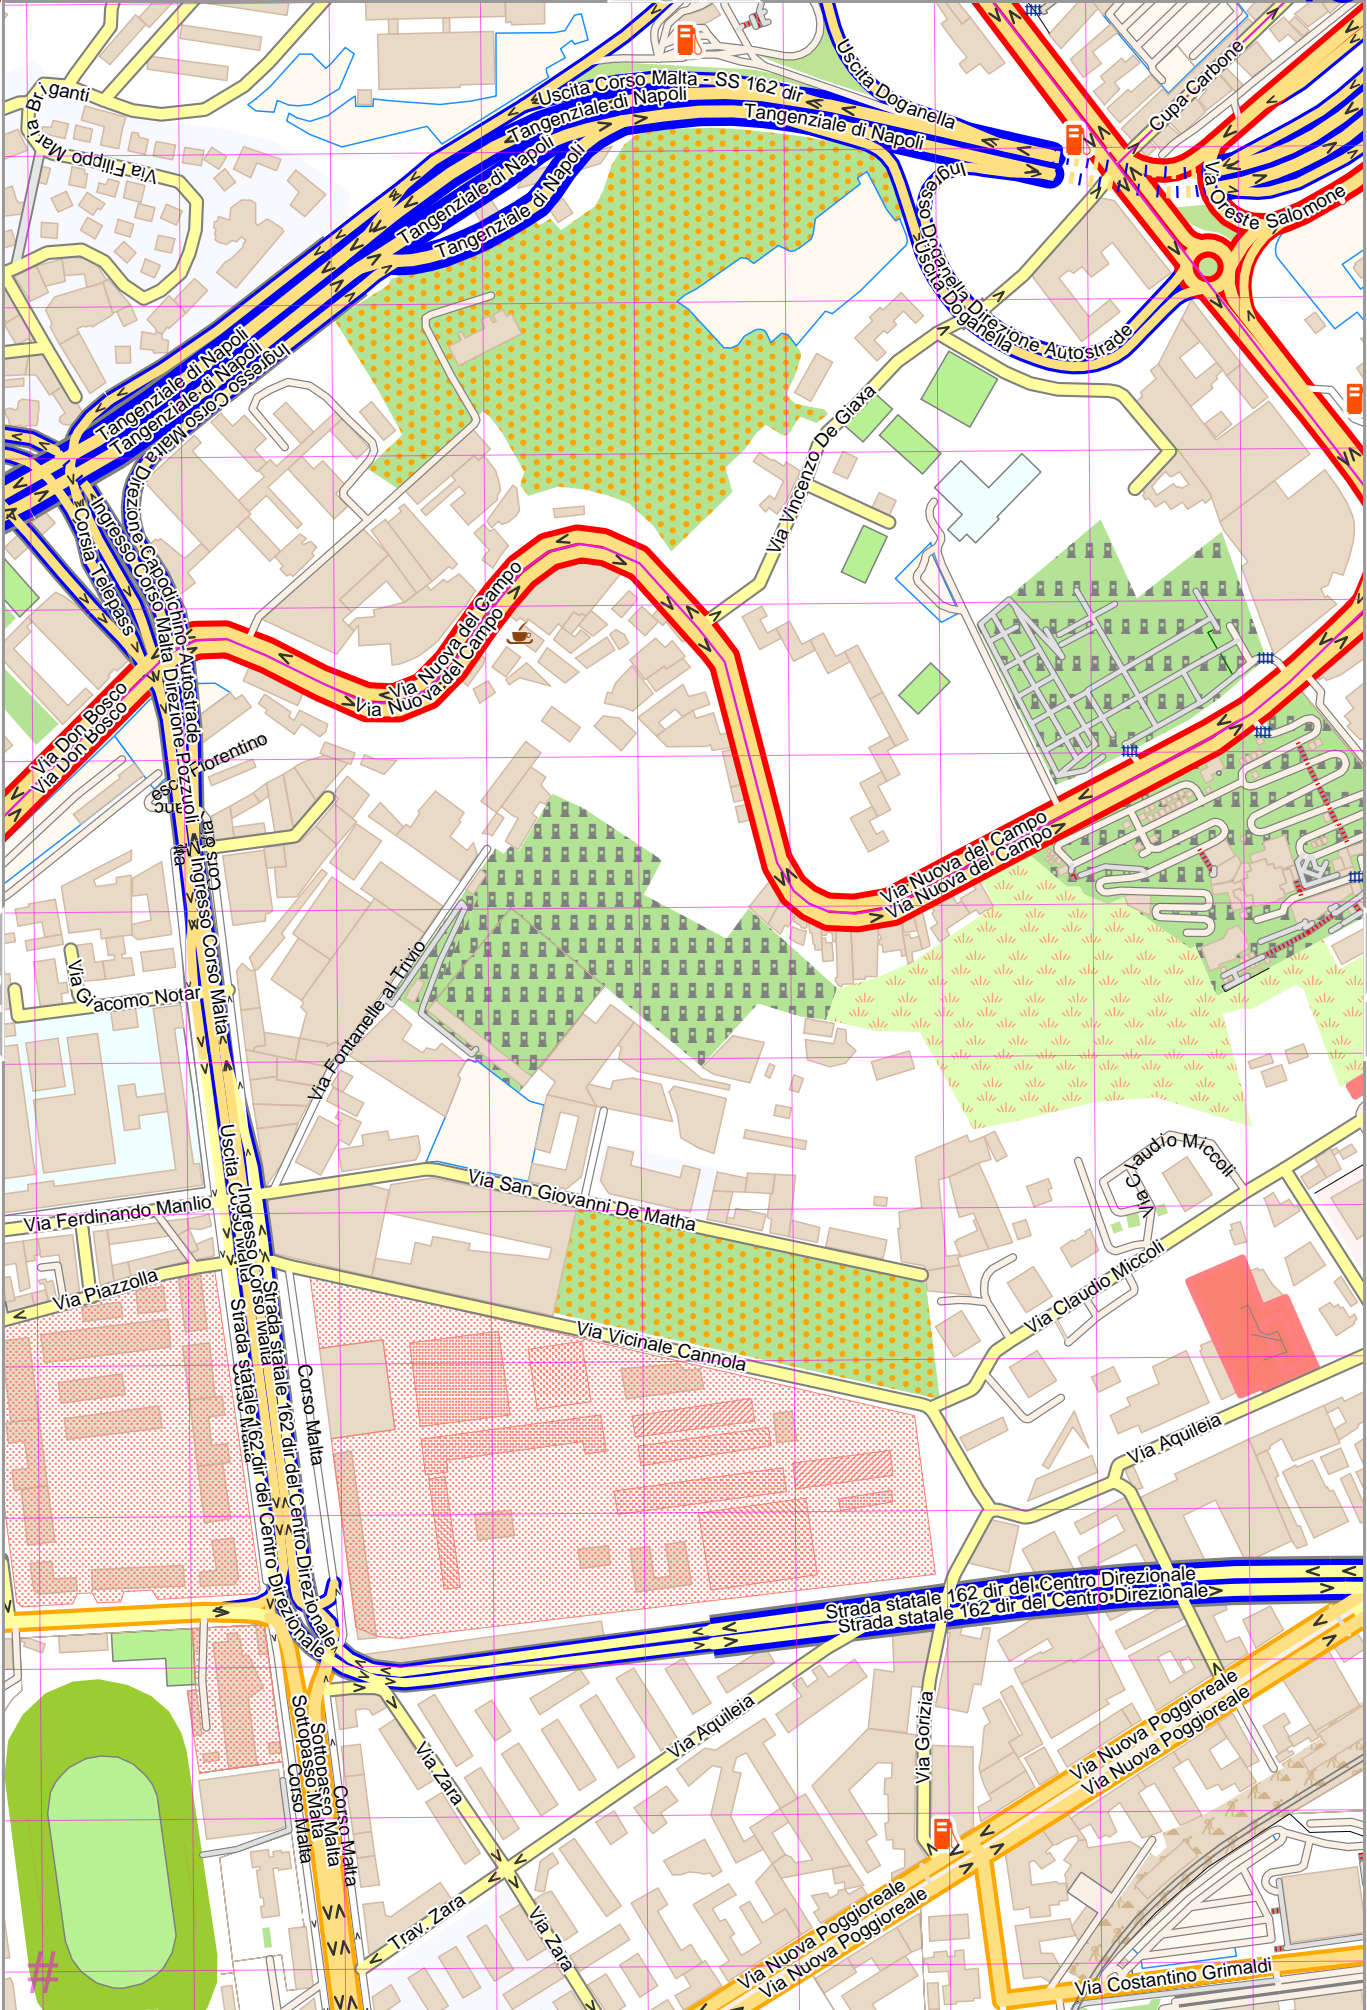 Uscita Corso Malta - SS 162 dir
Tangenziale di Napoli
Tangenziale di Napoli
Uscita Doganella
Cupa Carbone
Via Filippo Maria Briganti
Tangenziale di Napoli
Tangenziale di Napoli
Ingresso Doganella Direzione Autostrade
Uscita Doganella
Via Oreste Salomone
Tangenziale di Napoli
Tangenziale di Napoli
Ingresso Corso Malta Direzione Capodichino Autostrade
Via Vincenzo De Giaxa
Corsia Telepass
Ingresso Corso Malta Direzione Pozzuoli
Via Nuova del Campo
Via Nuova del Campo
Via Don Bosco
Via Don Bosco
Fiorentino
Corso
Via Nuova del Campo
Via Nuova del Campo
Ingresso Corso Malta
Via Giacomo Notar
Via Fontanelle al Trivio
Uscita Corso Malta
Ingresso Corso Malta
Via San Giovanni De Matha
Via Claudio Miccoli
Via Ferdinando Manlio
Via Piazzolla
Via Claudio Miccoli
Via Vicinale Cannola
Strada statale 162 dir del Centro Direzionale
Strada statale 162 dir del Centro Direzionale
Corso Malta
Corso Malta
Via Aquileia
Strada statale 162 dir del Centro Direzionale
Strada statale 162 dir del Centro Direzionale
Via Nuova Poggioreale
Via Nuova Poggioreale
Via Gorizia
Via Aquileia
Via Zara
Sottopasso Malta
Sottopasso Malta
Corso Malta
Corso Malta
Trav. Zara
Via Zara
Via Nuova Poggioreale
Via Nuova Poggioreale
Via Costantino Grimaldi
#